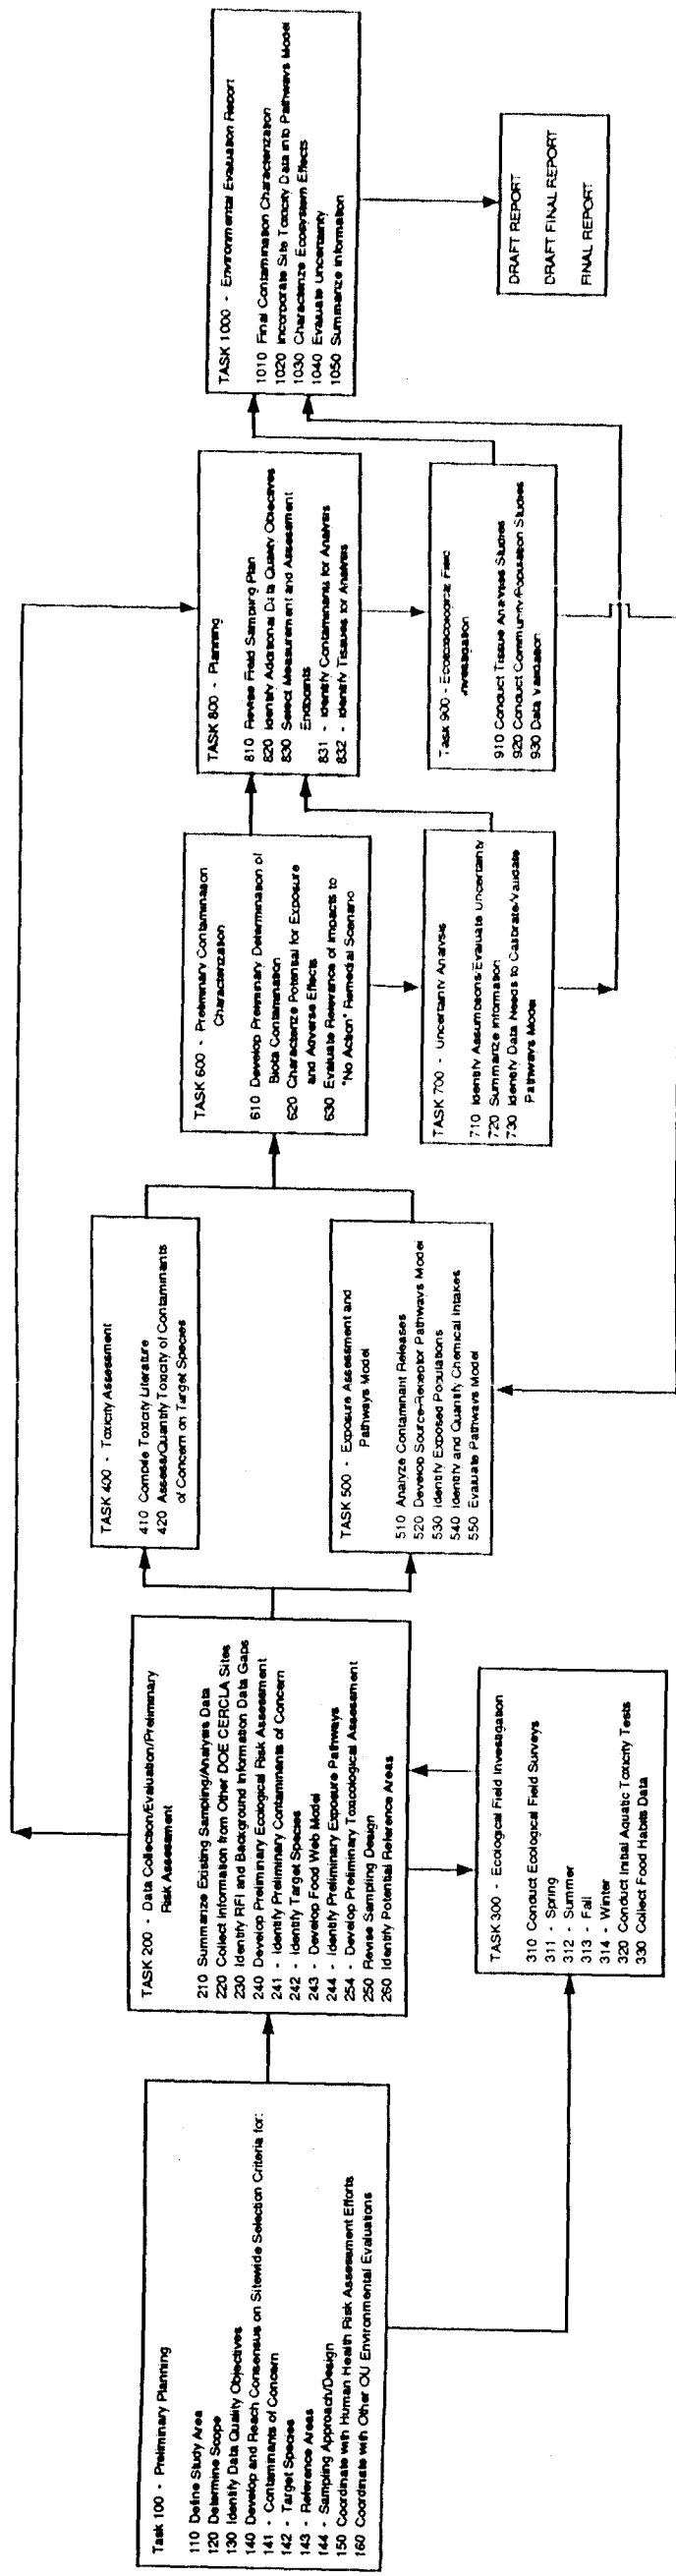 Task 100 - Preliminary Planning
110 Define Study Area
120 Determine Scope
130 Identify Data Quality Objectives
140 Develop and Reach Consensus on Sitewide Selection Criteria for:
141 - Contaminants of Concern
142 - Target Species
143 - Reference Areas
144 - Sampling Approach/Design
150 Coordinate with Human Health Risk Assessment Efforts
160 Coordinate with Other OU Environmental Evaluations
TASK 200 - Data Collection/Evaluation/Preliminary
Risk Assessment
210 Summarize Existing Sampling/Analysis Data
220 Collect Information from Other DOE CERCLA Sites
230 Identify RFI and Background Information Data Gaps
240 Develop Preliminary Ecological Risk Assessment
241 - Identify Preliminary Contaminants of Concern
242 - Identify Target Species
243 - Develop Food Web Model
244 - Identify Preliminary Exposure Pathways
254 - Develop Preliminary Toxicological Assessment
250 Revise Sampling Design
260 Identify Potential Reference Areas
TASK 300 - Ecological Field Investigation
310 Conduct Ecological Field Surveys
311 - Spring
312 - Summer
313 - Fall
314 - Winter
320 Conduct Initial Aquatic Toxicity Tests
330 Collect Food Habits Data
TASK 400 - Toxicity Assessment
410 Compile Toxicity Literature
420 Assess/Quantify Toxicity of Contaminants
of Concern on Target Species
TASK 500 - Exposure Assessment and
Pathways Model
510 Analyze Contaminant Releases
520 Develop Source-Receptor Pathways Model
530 Identify Exposed Populations
540 Identify and Quantify Chemical Intakes
550 Evaluate Pathways Model
TASK 600 - Preliminary Contamination
Characterization
610 Develop Preliminary Determination of
Biota Contamination
620 Characterize Potential for Exposure
and Adverse Effects
630 Evaluate Relevance of Impacts to
"No Action" Remedial Scenario
TASK 700 - Uncertainty Analysis
710 Identify Assumptions/Evaluate Uncertainty
720 Summarize Information
730 Identify Data Needs to Calibrate/Validate
Pathways Model
TASK 800 - Planning
810 Revise Field Sampling Plan
820 Identify Additional Data Quality Objectives
830 Select Measurement and Assessment
Endpoints
831 - Identify Contaminants for Analysis
832 - Identify Tissues for Analysis
Task 900 - Ecotoxicological Field
Investigation
910 Conduct Tissue Analyses Studies
920 Conduct Community/Population Studies
930 Data Validation
TASK 1000 - Environmental Evaluation Report
1010 Final Contamination Characterization
1020 Incorporate Site Toxicity Data into Pathways Model
1030 Characterize Ecosystem Effects
1040 Evaluate Uncertainty
1050 Summarize Information
DRAFT REPORT
DRAFT FINAL REPORT
FINAL REPORT